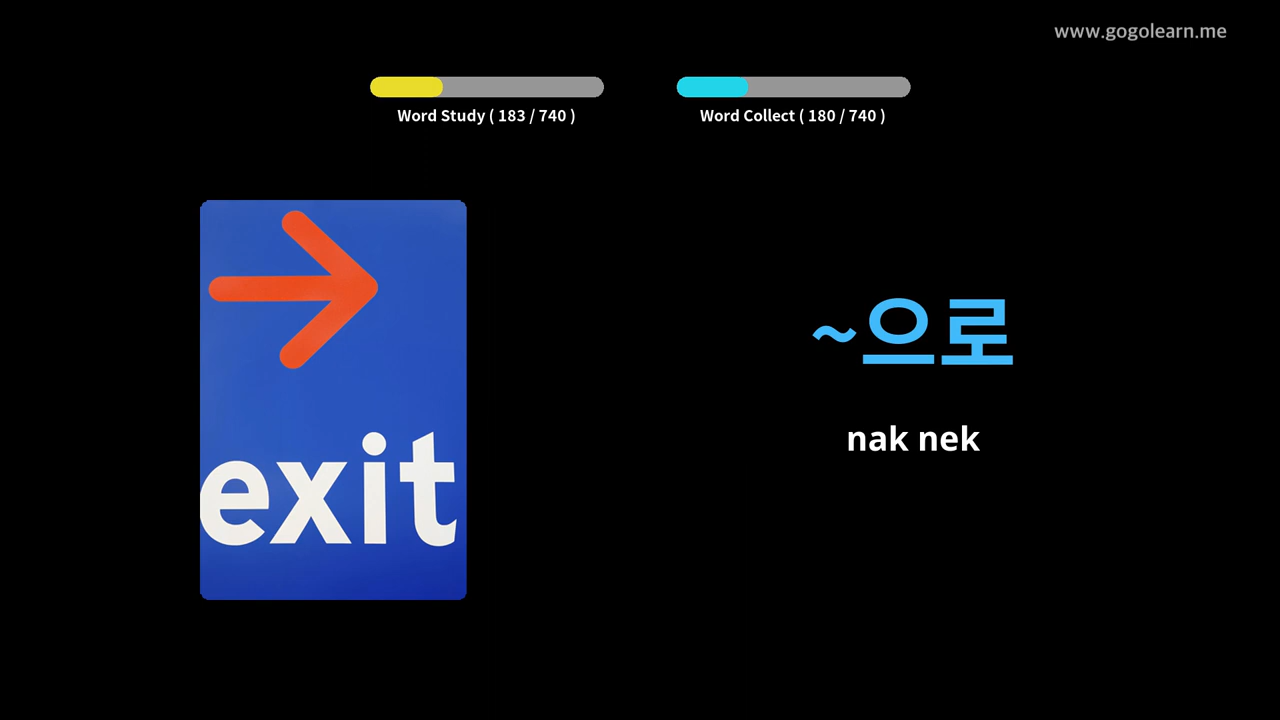 www.gogolearn.me
Word Study ( 183 / 740 )
Word Collect ( 180 / 740 )
exit
~으로
nak nek